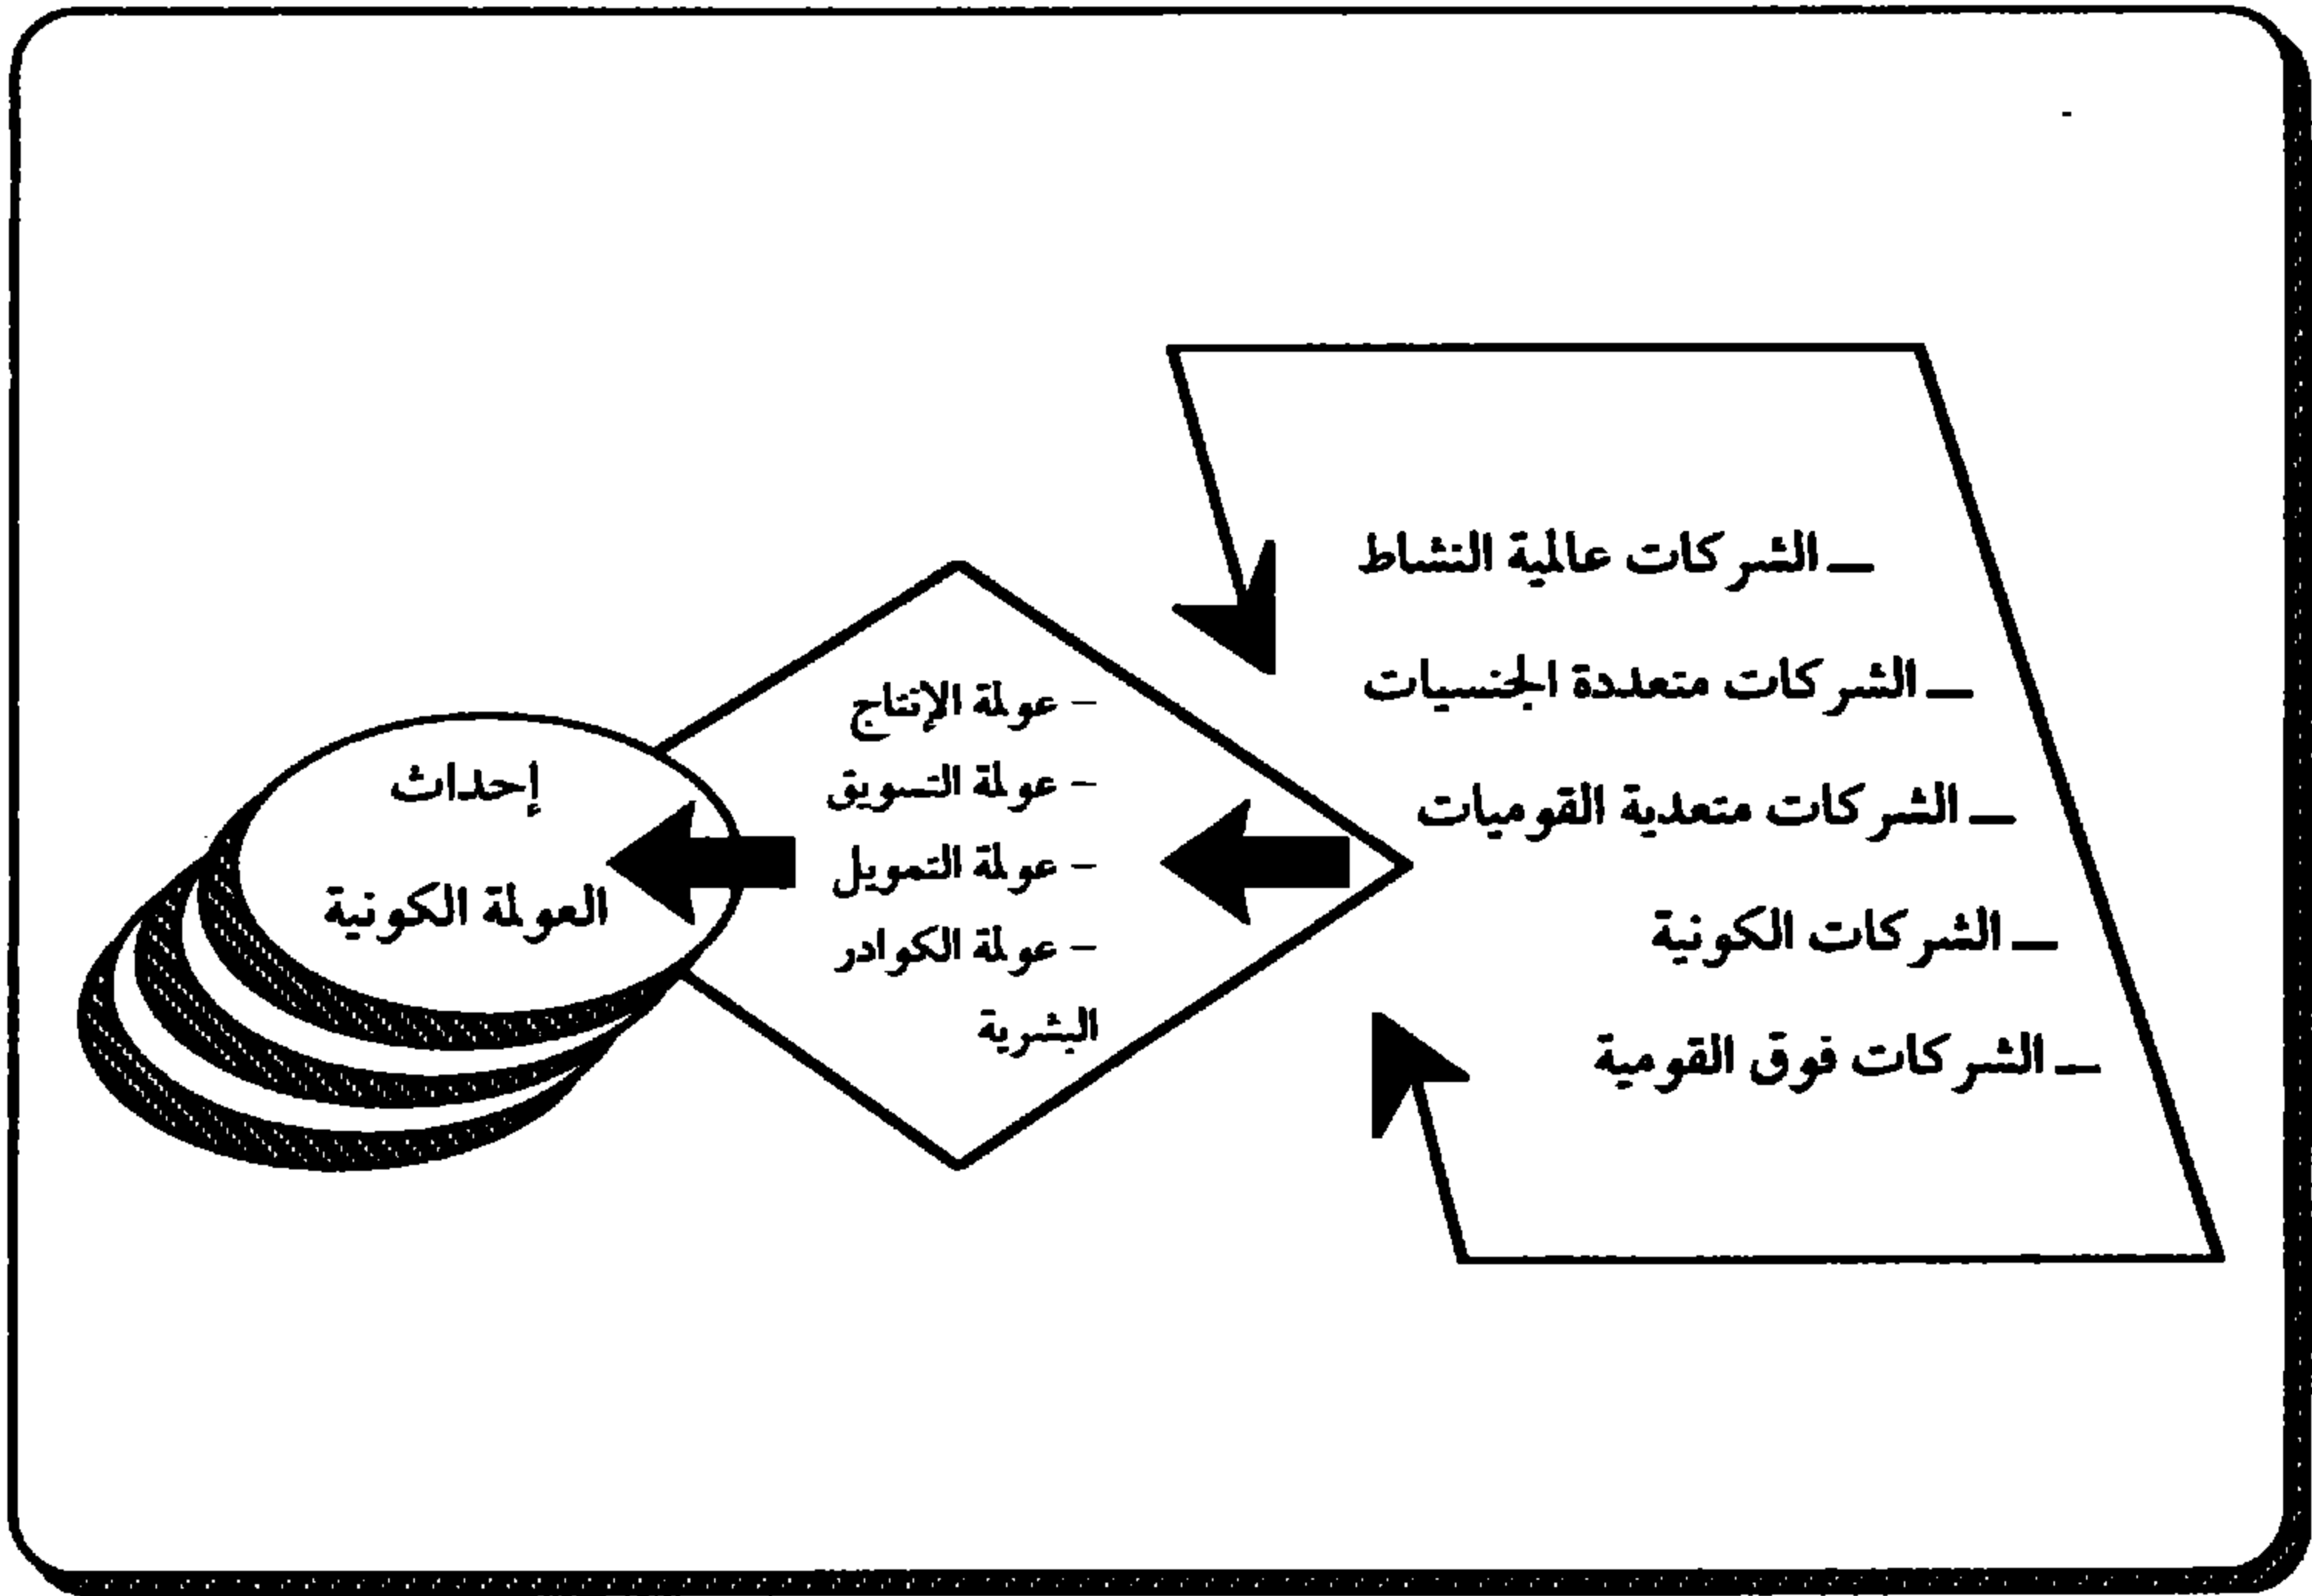 ـ الشركات عالمية النشاط
ـ الشركات متعددة الجنسيات
ـ الشركات متعدية القوميات
ـ الشركات الكونية
ـ الشركات فوق القومية
- عولمة الإنتاج
- عولمة التسويق
- عولمة التمويل
- عولمة الكوادر
البشرية
إحداث
العولمة الكونية